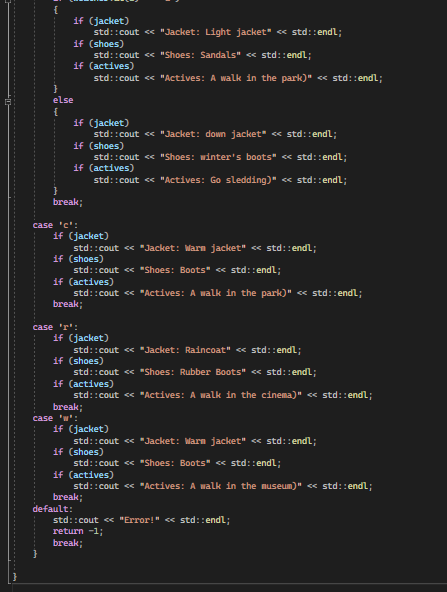 {
if (jacket)
std::cout << "Jacket: Light jacket" << std::endl;
if (shoes)
std::cout << "Shoes: Sandals" << std::endl;
if (actives)
std::cout << "Actives: A walk in the park)" << std::endl;
}
else
{
if (jacket)
std::cout << "Jacket: down jacket" << std::endl;
if (shoes)
std::cout << "Shoes: winter's boots" << std::endl;
if (actives)
std::cout << "Actives: Go sledding)" << std::endl;
}
break;
case 'c':
if (jacket)
std::cout << "Jacket: Warm jacket" << std::endl;
if (shoes)
std::cout << "Shoes: Boots" << std::endl;
if (actives)
std::cout << "Actives: A walk in the park)" << std::endl;
break;
case 'r':
if (jacket)
std::cout << "Jacket: Raincoat" << std::endl;
if (shoes)
std::cout << "Shoes: Rubber Boots" << std::endl;
if (actives)
std::cout << "Actives: A walk in the cinema)" << std::endl;
break;
case 'w':
if (jacket)
std::cout << "Jacket: Warm jacket" << std::endl;
if (shoes)
std::cout << "Shoes: Boots" << std::endl;
if (actives)
std::cout << "Actives: A walk in the museum)" << std::endl;
break;
default:
std::cout << "Error!" << std::endl;
return -1;
break;
}
}